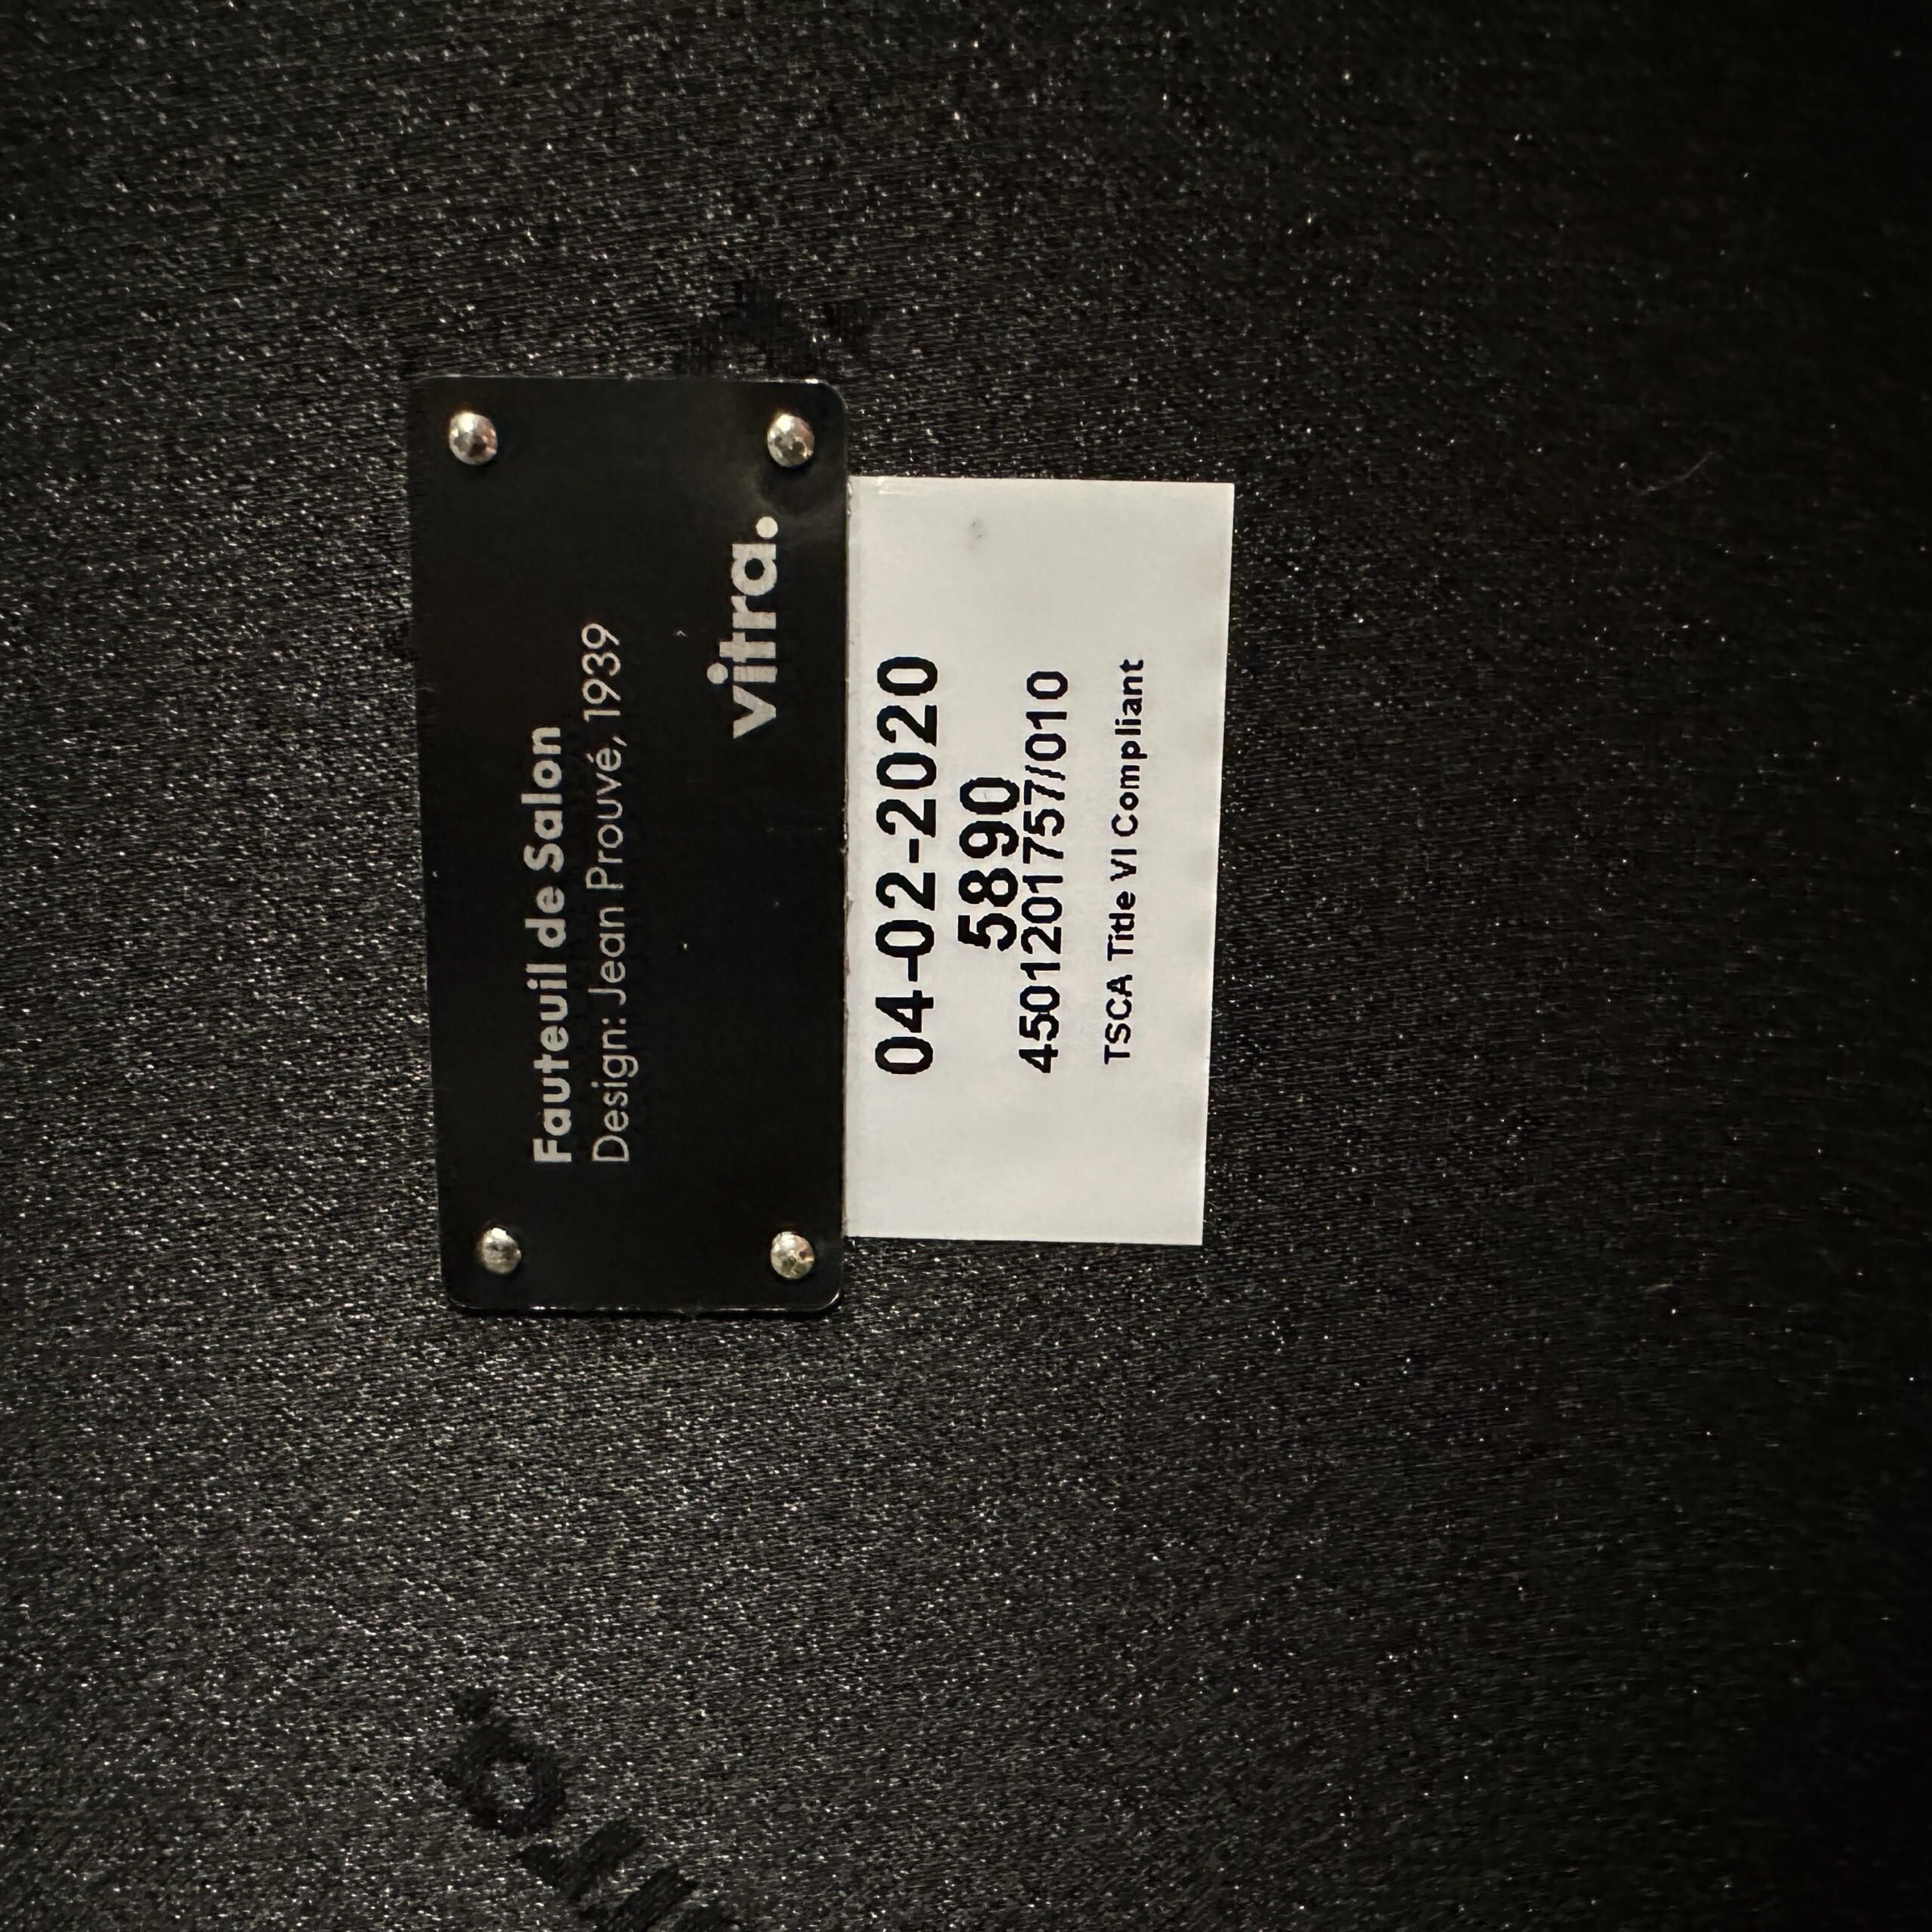 Fauteuil de Salon
Design: Jean Prouvé, 1939
vitra.
04-02-2020
5890
4501201757/010
TSCA Title VI Compliant